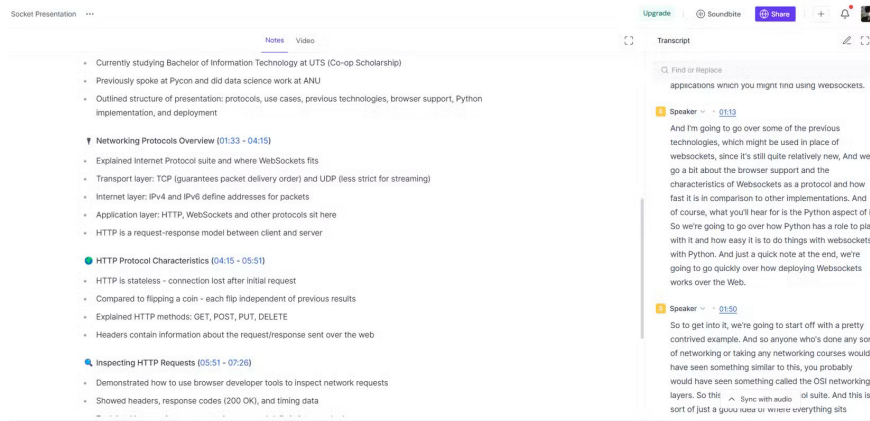 Socket Presentation ···
Upgrade
Soundbite
Share
Notes Video
Transcript
Currently studying Bachelor of Information Technology at UTS (Co-op Scholarship)
Previously spoke at Pycon and did data science work at ANU
Outlined structure of presentation: protocols, use cases, previous technologies, browser support, Python
implementation, and deployment
Networking Protocols Overview (01:33 - 04:15)
Explained Internet Protocol suite and where WebSockets fits
Transport layer: TCP (guarantees packet delivery order) and UDP (less strict for streaming)
Internet layer: IPv4 and IPv6 define addresses for packets
Application layer: HTTP, WebSockets and other protocols sit here
HTTP is a request-response model between client and server
HTTP Protocol Characteristics (04:15 - 05:51)
HTTP is stateless - connection lost after initial request
Compared to flipping a coin - each flip independent of previous results
Explained HTTP methods: GET, POST, PUT, DELETE
Headers contain information about the request/response sent over the web
Inspecting HTTP Requests (05:51 - 07:26)
Demonstrated how to use browser developer tools to inspect network requests
Showed headers, response codes (200 OK), and timing data
Find or Replace
applications which you might find using Websockets.
Speaker 01:13
And I'm going to go over some of the previous
technologies, which might be used in place of
websockets, since it's still quite relatively new, And we
go a bit about the browser support and the
characteristics of Websockets as a protocol and how
fast it is in comparison to other implementations. And
of course, what you'll hear for is the Python aspect of
So we're going to go over how Python has a role to
with it and how easy it is to do things with websockets
with Python. And just a quick note at the end, we're
going to go quickly over how deploying Websockets
works over the Web.
Speaker 01:50
So to get into it, we're going to start off with a pretty
contrived example. And so anyone who's done any
of networking or taking any networking courses would
have seen something similar to this, you probably
would have seen something called the OSI networking
layers. So this ol suite. And this is
Sync with audio
sort of just a good idea of where everything sits